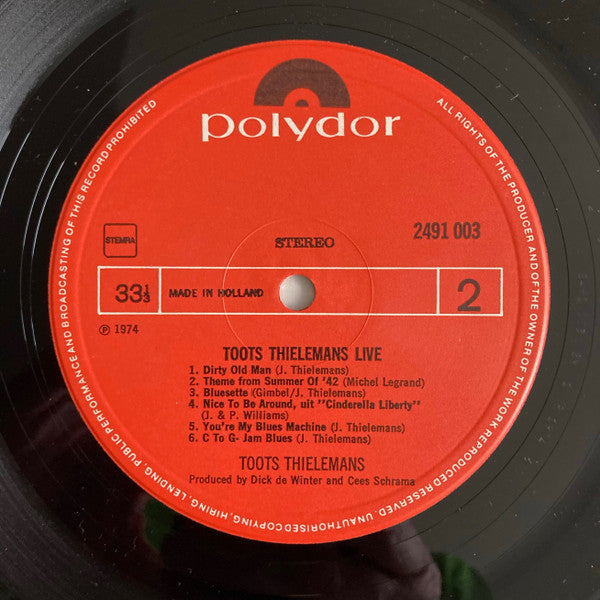 polydor
STEMRA
STEREO
2491 003
33⅓
MADE IN HOLLAND
2
℗ 1974
TOOTS THIELEMANS LIVE
1. Dirty Old Man (J. Thielemans)
2. Theme from Summer Of '42 (Michel Legrand)
3. Bluesette (Gimbel/J. Thielemans)
4. Nice To Be Around, uit ''Cinderella Liberty''
(J. & P. Williams)
5. You're My Blues Machine (J. Thielemans)
6. C To G- Jam Blues (J. Thielemans)
TOOTS THIELEMANS
Produced by Dick de Winter and Cees Schrama
ALL RIGHTS OF THE PRODUCER AND OF THE OWNER OF THE WORK REPRODUCED RESERVED. UNAUTHORISED COPYING, HIRING, LENDING, PUBLIC PERFORMANCE AND BROADCASTING OF THIS RECORD PROHIBITED